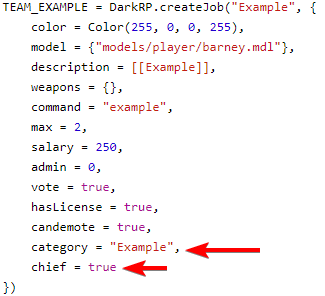 TEAM_EXAMPLE = DarkRP.createJob("Example", {
color = Color(255, 0, 0, 255),
model = {"models/player/barney.mdl"},
description = [[Example]],
weapons = {},
command = "example",
max = 2,
salary = 250,
admin = 0,
vote = true,
hasLicense = true,
candemote = true,
category = "Example",
chief = true
})